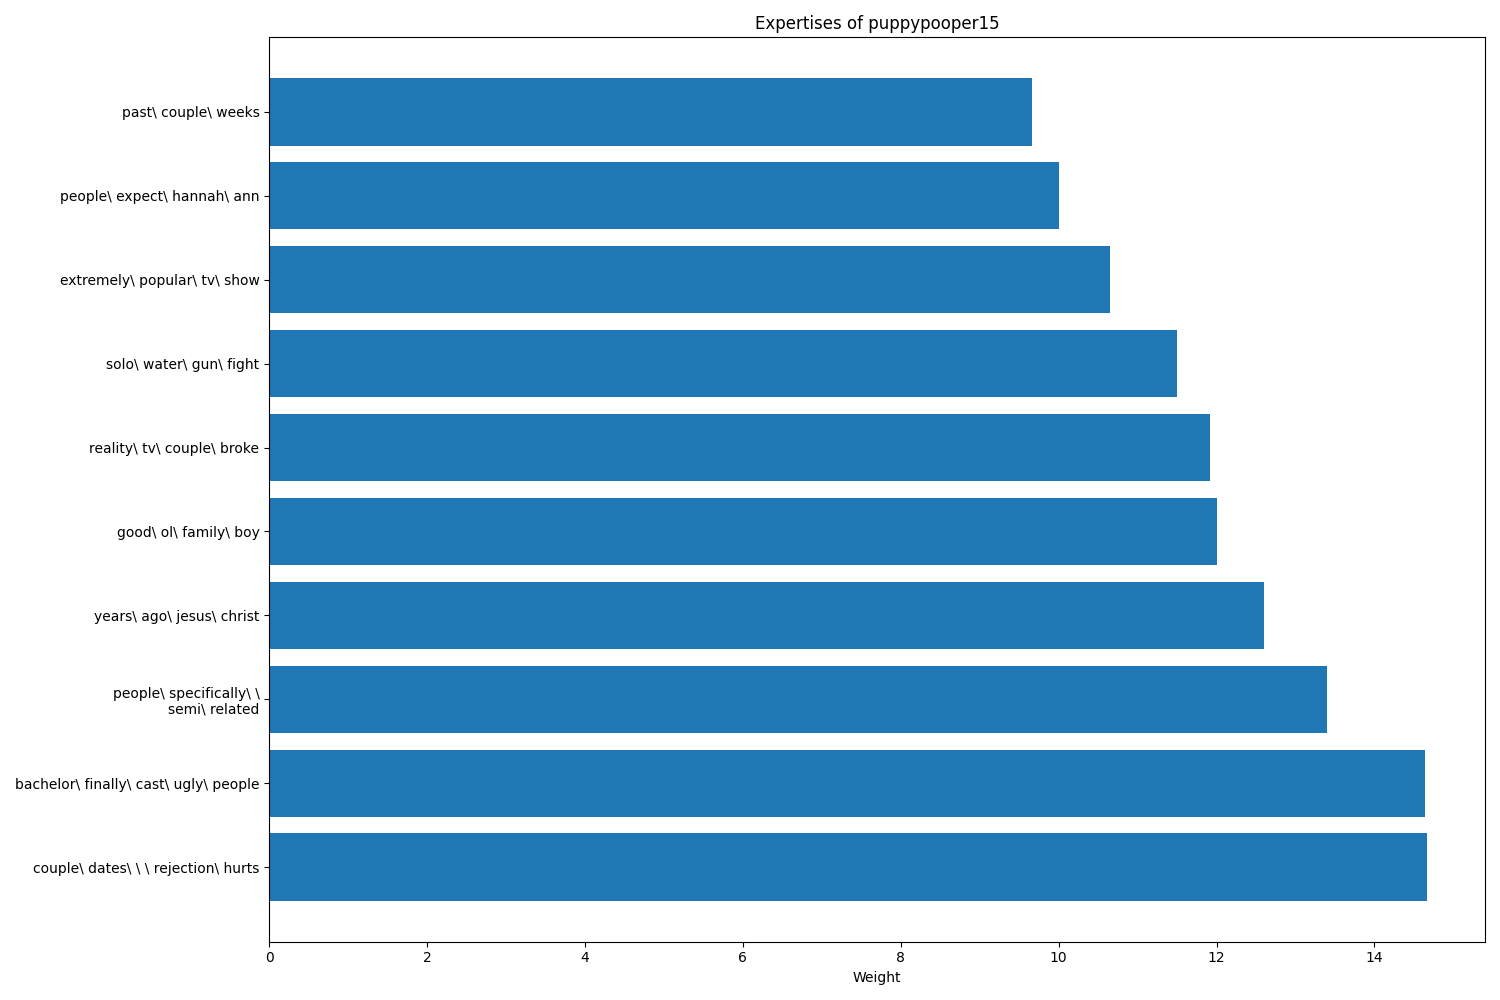 Expertises of puppypooper15
past\ couple\ weeks
people\ expect\ hannah\ ann
extremely\ popular\ tv\ show
solo\ water\ gun\ fight
reality\ tv\ couple\ broke
good\ ol\ family\ boy
years\ ago\ jesus\ christ
people\ specifically\ \
semi\ related
bachelor\ finally\ cast\ ugly\ people
couple\ dates\ \ \ rejection\ hurts
0 2 4 6 8 10 12 14
Weight